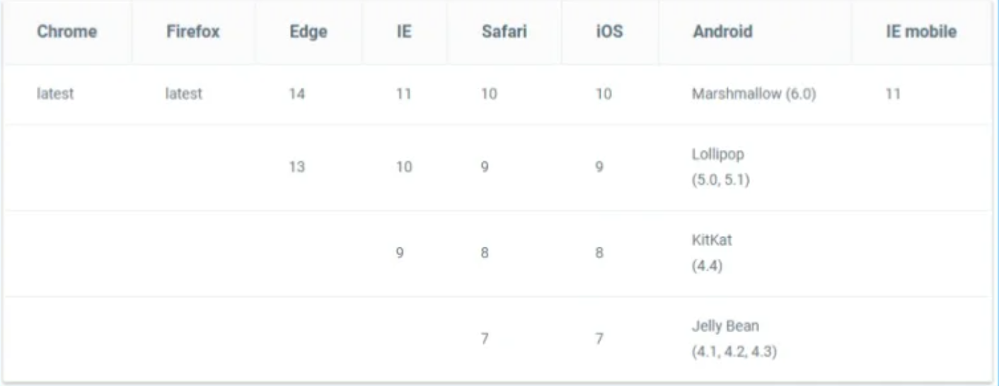 Chrome Firefox Edge IE Safari iOS Android IE mobile
latest latest 14 11 10 10 Marshmallow (6.0) 11
13 10 9 9 Lollipop
(5.0, 5.1)
9 8 8 KitKat
(4.4)
7 7 Jelly Bean
(4.1, 4.2, 4.3)